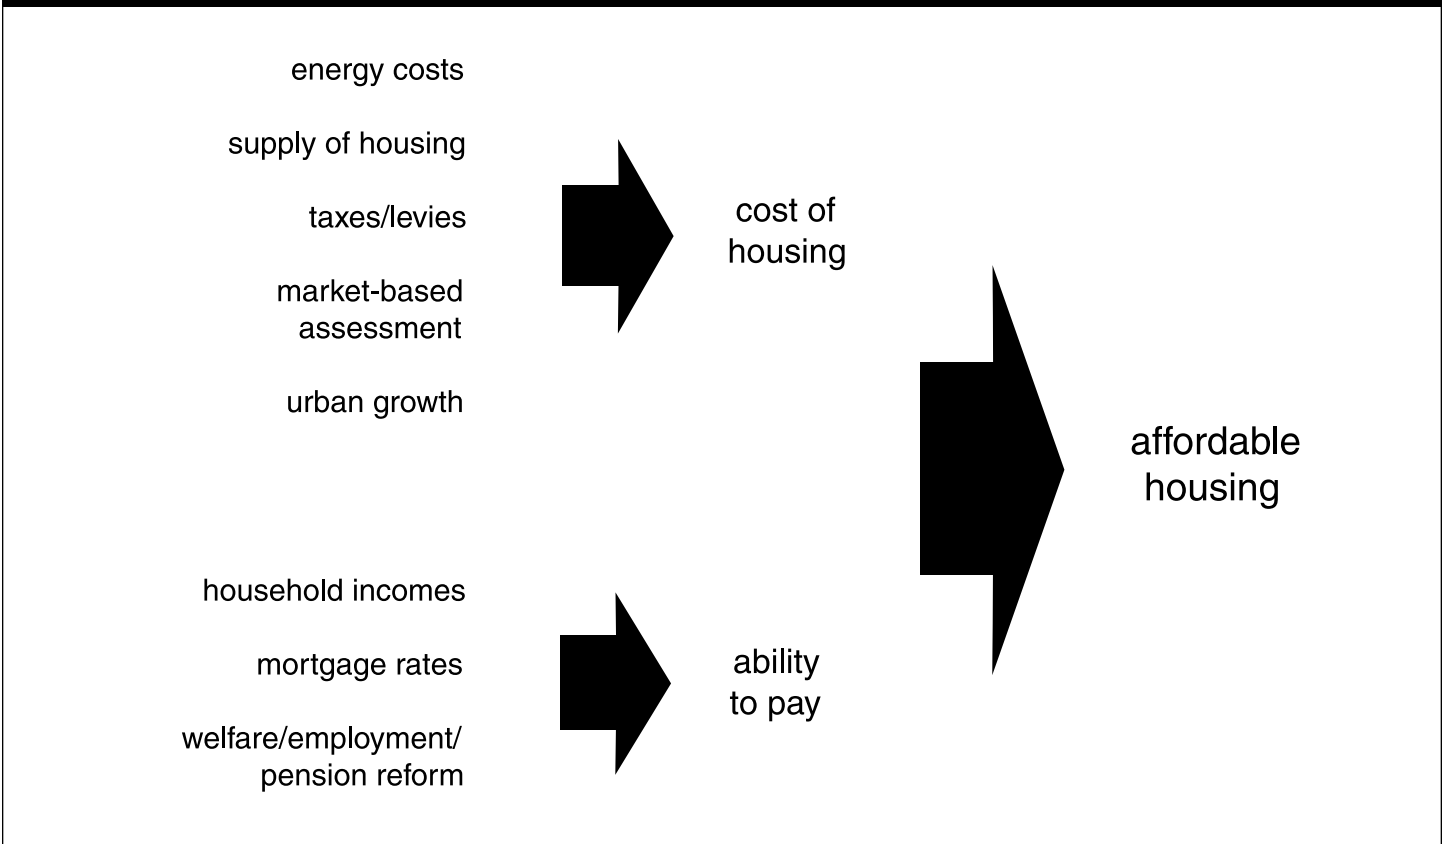 energy costs
supply of housing
taxes/levies
market-based
assessment
urban growth
cost of
housing
household incomes
mortgage rates
welfare/employment/
pension reform
ability
to pay
affordable
housing